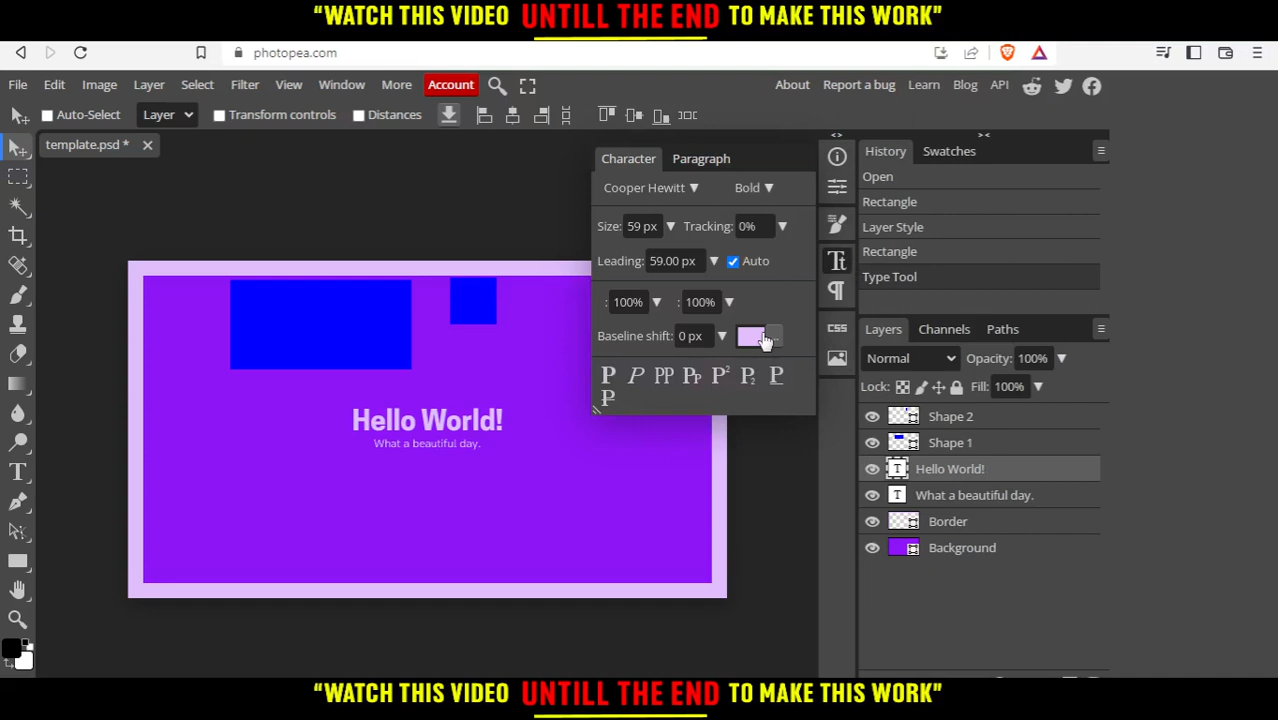 “WATCH THIS VIDEO UNTILL THE END TO MAKE THIS WORK”
photopea.com
File Edit Image Layer Select Filter View Window More Account About Report a bug Learn Blog API
Auto-Select Layer Transform controls Distances
template.psd *
Character Paragraph
Cooper Hewitt Bold
Size: 59 px Tracking: 0%
Leading: 59.00 px Auto
: 100% : 100%
Baseline shift: 0 px ...
Hello World!
What a beautiful day.
CSS
History Swatches
Open
Rectangle
Layer Style
Rectangle
Type Tool
Layers Channels Paths
Normal Opacity: 100%
Lock: Fill: 100%
Shape 2
Shape 1
Hello World!
What a beautiful day.
Border
Background
“WATCH THIS VIDEO UNTILL THE END TO MAKE THIS WORK”